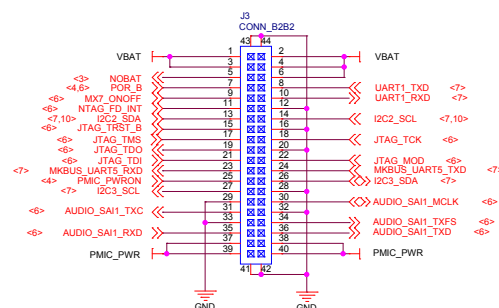 J3
CONN_B2B2
43 44
VBAT 1 2 VBAT
3 4
<3> NOBAT 5 6
<4,6> POR_B 7 8 UART1_TXD <7>
<6> MX7_ONOFF 9 10 UART1_RXD <7>
<6> NTAG_FD_INT 11 12
<7,10> I2C2_SDA 13 14 I2C2_SCL <7,10>
<6> JTAG_TRST_B 15 16
<6> JTAG_TMS 17 18 JTAG_TCK <6>
<6> JTAG_TDO 19 20
<6> JTAG_TDI 21 22 JTAG_MOD <6>
<7> MKBUS_UART5_RXD 23 24 MKBUS_UART5_TXD <7>
<4> PMIC_PWRON 25 26 I2C3_SDA <7>
<7> I2C3_SCL 27 28
29 30 AUDIO_SAI1_MCLK <6>
<6> AUDIO_SAI1_TXC 31 32
33 34 AUDIO_SAI1_TXFS <6>
<6> AUDIO_SAI1_RXD 35 36 AUDIO_SAI1_TXD <6>
37 38
PMIC_PWR 39 40 PMIC_PWR
41 42
GND GND